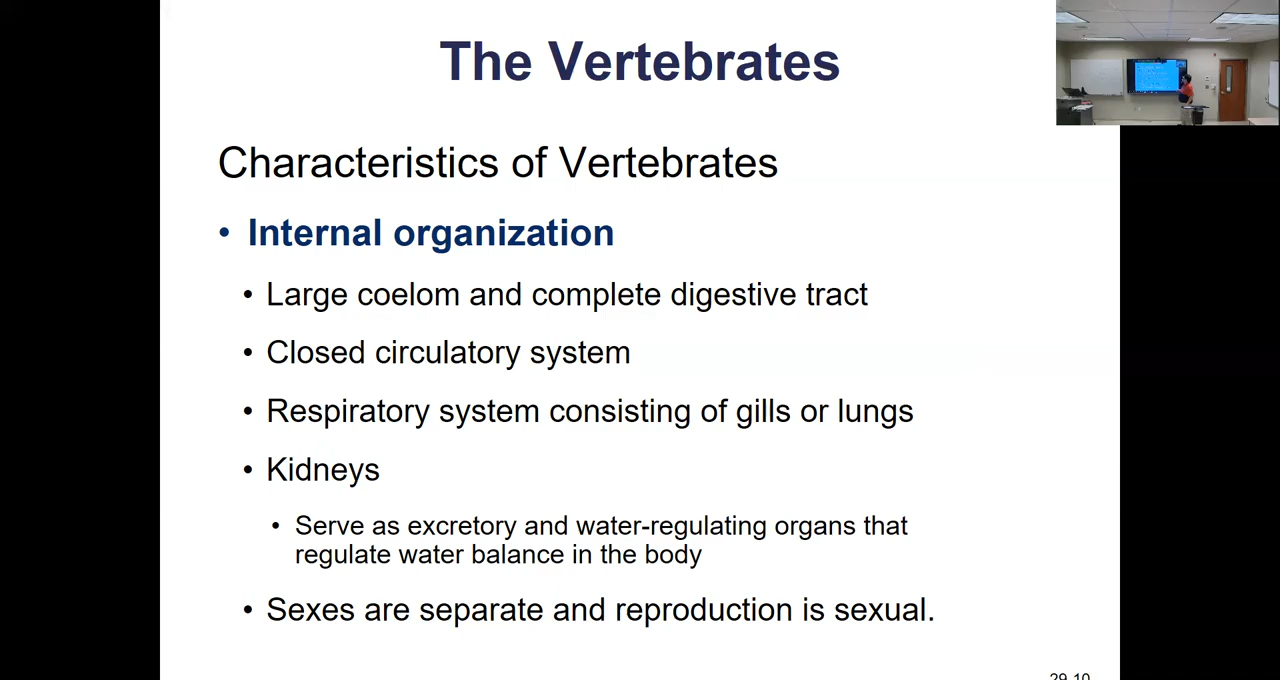 The Vertebrates
Characteristics of Vertebrates
• Internal organization
• Large coelom and complete digestive tract
• Closed circulatory system
• Respiratory system consisting of gills or lungs
• Kidneys
• Serve as excretory and water-regulating organs that
regulate water balance in the body
• Sexes are separate and reproduction is sexual.
29-10